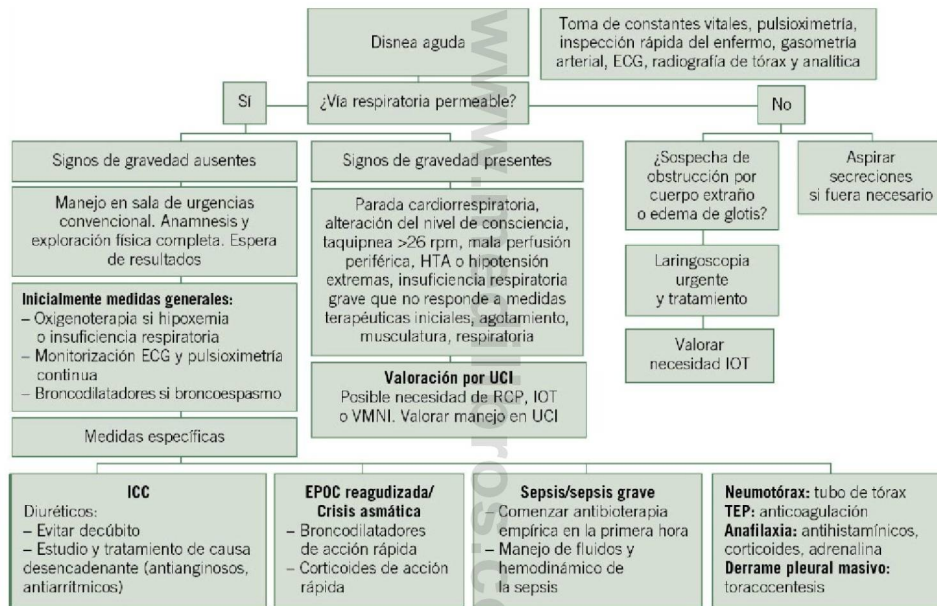 Disnea aguda
Toma de constantes vitales, pulsioximetría,
inspección rápida del enfermo, gasometría
arterial, ECG, radiografía de tórax y analítica
Sí
¿Vía respiratoria permeable?
No
Signos de gravedad ausentes
Manejo en sala de urgencias
convencional. Anamnesis y
exploración física completa. Espera
de resultados
Inicialmente medidas generales:
– Oxigenoterapia si hipoxemia
o insuficiencia respiratoria
– Monitorización ECG y pulsioximetría
continua
– Broncodilatadores si broncoespasmo
Medidas específicas
Signos de gravedad presentes
Parada cardiorrespiratoria,
alteración del nivel de consciencia,
taquipnea >26 rpm, mala perfusión
periférica, HTA o hipotensión
extremas, insuficiencia respiratoria
grave que no responde a medidas
terapéuticas iniciales, agotamiento,
musculatura, respiratoria
Valoración por UCI
Posible necesidad de RCP, IOT
o VMNI. Valorar manejo en UCI
¿Sospecha de
obstrucción por
cuerpo extraño
o edema de glotis?
Laringoscopia
urgente
y tratamiento
Valorar
necesidad IOT
Aspirar
secreciones
si fuera necesario
ICC
Diuréticos:
– Evitar decúbito
– Estudio y tratamiento de causa
desencadenante (antianginosos,
antiarrítmicos)
EPOC reagudizada/
Crisis asmática
– Broncodilatadores
de acción rápida
– Corticoides de acción
rápida
Sepsis/sepsis grave
– Comenzar antibioterapia
empírica en la primera hora
– Manejo de fluidos y
hemodinámico de
la sepsis
Neumotórax: tubo de tórax
TEP: anticoagulación
Anafilaxia: antihistamínicos,
corticoides, adrenalina
Derrame pleural masivo:
toracocentesis
www.medilibros.co